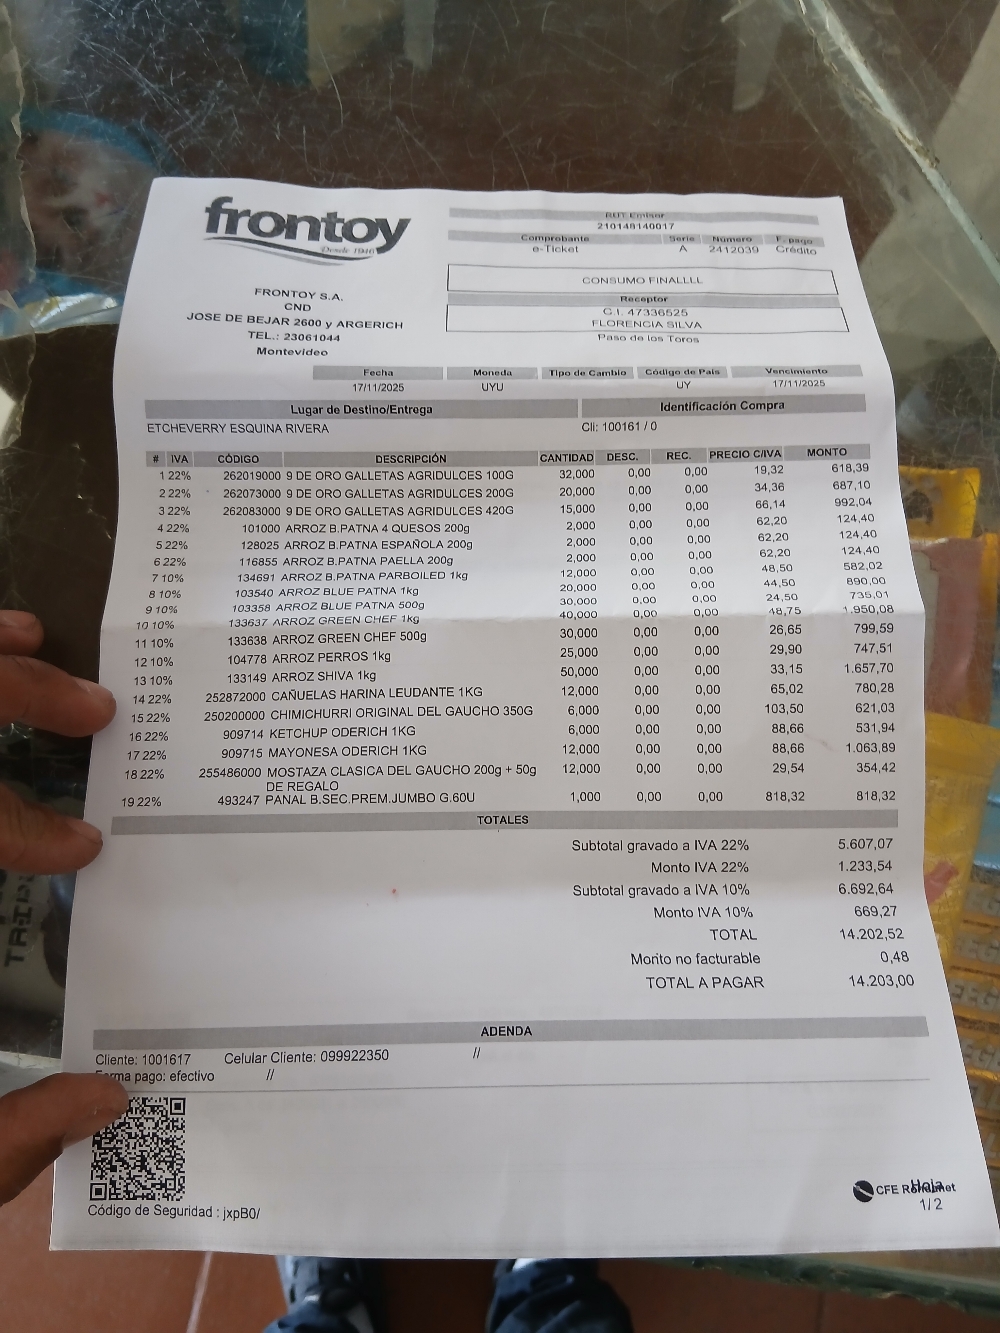 frontoy
Desde 1940
RUT Emisor
210148140017
Comprobante Serie Número F. pago
e-Ticket A 2412039 Crédito
CONSUMO FINALLLL
Receptor
C.I. 47336525
FLORENCIA SILVA
Paso de los Toros
FRONTOY S.A.
CND
JOSE DE BEJAR 2600 y ARGERICH
TEL.: 23061044
Montevideo
Fecha Moneda Tipo de Cambio Código de País Vencimiento
17/11/2025 UYU UY 17/11/2025
Lugar de Destino/Entrega Identificación Compra
ETCHEVERRY ESQUINA RIVERA Cli: 100161 / 0
# IVA CÓDIGO DESCRIPCIÓN CANTIDAD DESC. REC. PRECIO C/IVA MONTO
1 22% 262019000 9 DE ORO GALLETAS AGRIDULCES 100G 32,000 0,00 0,00 19,32 618,39
2 22% 262073000 9 DE ORO GALLETAS AGRIDULCES 200G 20,000 0,00 0,00 34,36 687,10
3 22% 262083000 9 DE ORO GALLETAS AGRIDULCES 420G 15,000 0,00 0,00 66,14 992,04
4 22% 101000 ARROZ B.PATNA 4 QUESOS 200g 2,000 0,00 0,00 62,20 124,40
5 22% 128025 ARROZ B.PATNA ESPAÑOLA 200g 2,000 0,00 0,00 62,20 124,40
6 22% 116855 ARROZ B.PATNA PAELLA 200g 2,000 0,00 0,00 62,20 124,40
7 10% 134691 ARROZ B.PATNA PARBOILED 1kg 12,000 0,00 0,00 48,50 582,02
8 10% 103540 ARROZ BLUE PATNA 1kg 20,000 0,00 0,00 44,50 890,00
9 10% 103358 ARROZ BLUE PATNA 500g 30,000 0,00 0,00 24,50 735,01
10 10% 133637 ARROZ GREEN CHEF 1kg 40,000 0,00 0,00 48,75 1.950,08
11 10% 133638 ARROZ GREEN CHEF 500g 30,000 0,00 0,00 26,65 799,59
12 10% 104778 ARROZ PERROS 1kg 25,000 0,00 0,00 29,90 747,51
13 10% 133149 ARROZ SHIVA 1kg 50,000 0,00 0,00 33,15 1.657,70
14 22% 252872000 CAÑUELAS HARINA LEUDANTE 1KG 12,000 0,00 0,00 65,02 780,28
15 22% 250200000 CHIMICHURRI ORIGINAL DEL GAUCHO 350G 6,000 0,00 0,00 103,50 621,03
16 22% 909714 KETCHUP ODERICH 1KG 6,000 0,00 0,00 88,66 531,94
17 22% 909715 MAYONESA ODERICH 1KG 12,000 0,00 0,00 88,66 1.063,89
18 22% 255486000 MOSTAZA CLASICA DEL GAUCHO 200g + 50g 12,000 0,00 0,00 29,54 354,42
DE REGALO
19 22% 493247 PANAL B.SEC.PREM.JUMBO G.60U 1,000 0,00 0,00 818,32 818,32
TOTALES
Subtotal gravado a IVA 22% 5.607,07
Monto IVA 22% 1.233,54
Subtotal gravado a IVA 10% 6.692,64
Monto IVA 10% 669,27
TOTAL 14.202,52
Monto no facturable 0,48
TOTAL A PAGAR 14.203,00
ADENDA
Cliente: 1001617 Celular Cliente: 099922350 //
Forma pago: efectivo //
Código de Seguridad : jxpB0/
CFE
Hoja
1/2